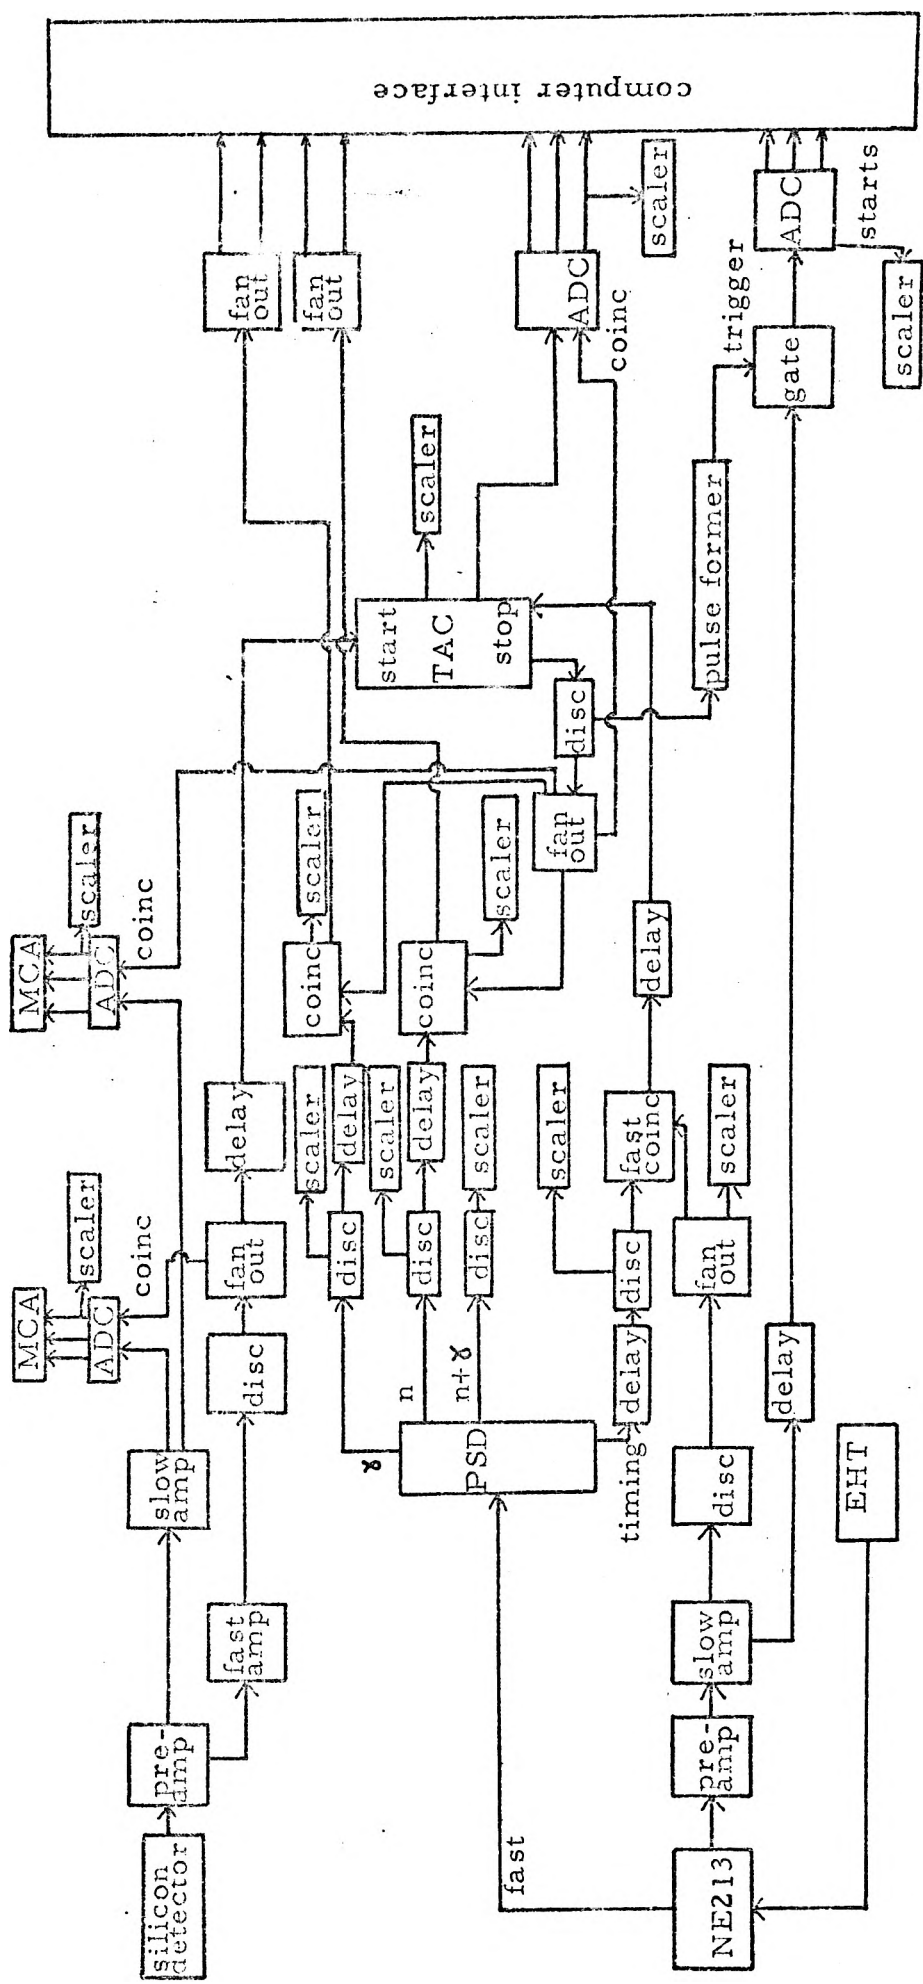 silicon
detector
pre-
amp
slow
amp
ADC
MCA
scaler
coinc
ADC
MCA
scaler
coinc
fast
amp
disc
fan
out
delay
fan
out
fan
out
computer interface
γ
disc
scaler
delay
coinc
scaler
n
disc
scaler
delay
coinc
scaler
n+γ
disc
scaler
PSD
fast
timing
delay
disc
scaler
fast
coinc
delay
start
TAC
stop
scaler
disc
fan
out
ADC
coinc
scaler
pulse former
trigger
gate
ADC
starts
scaler
NE213
pre-
amp
slow
amp
disc
fan
out
scaler
delay
EHT